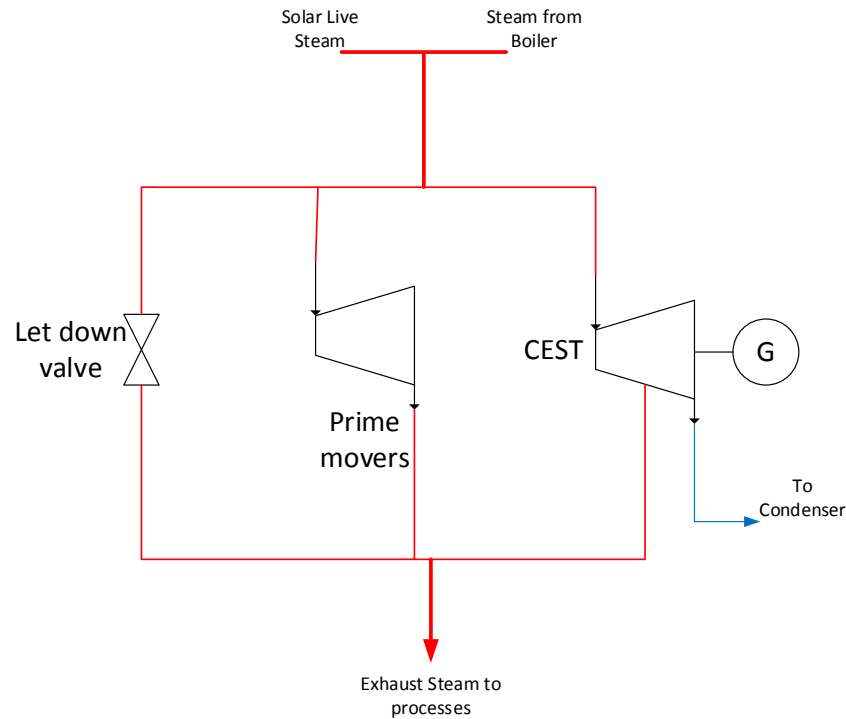 Solar Live
Steam
Steam from
Boiler
Let down
valve
Prime
movers
CEST
G
To
Condenser
Exhaust Steam to
processes